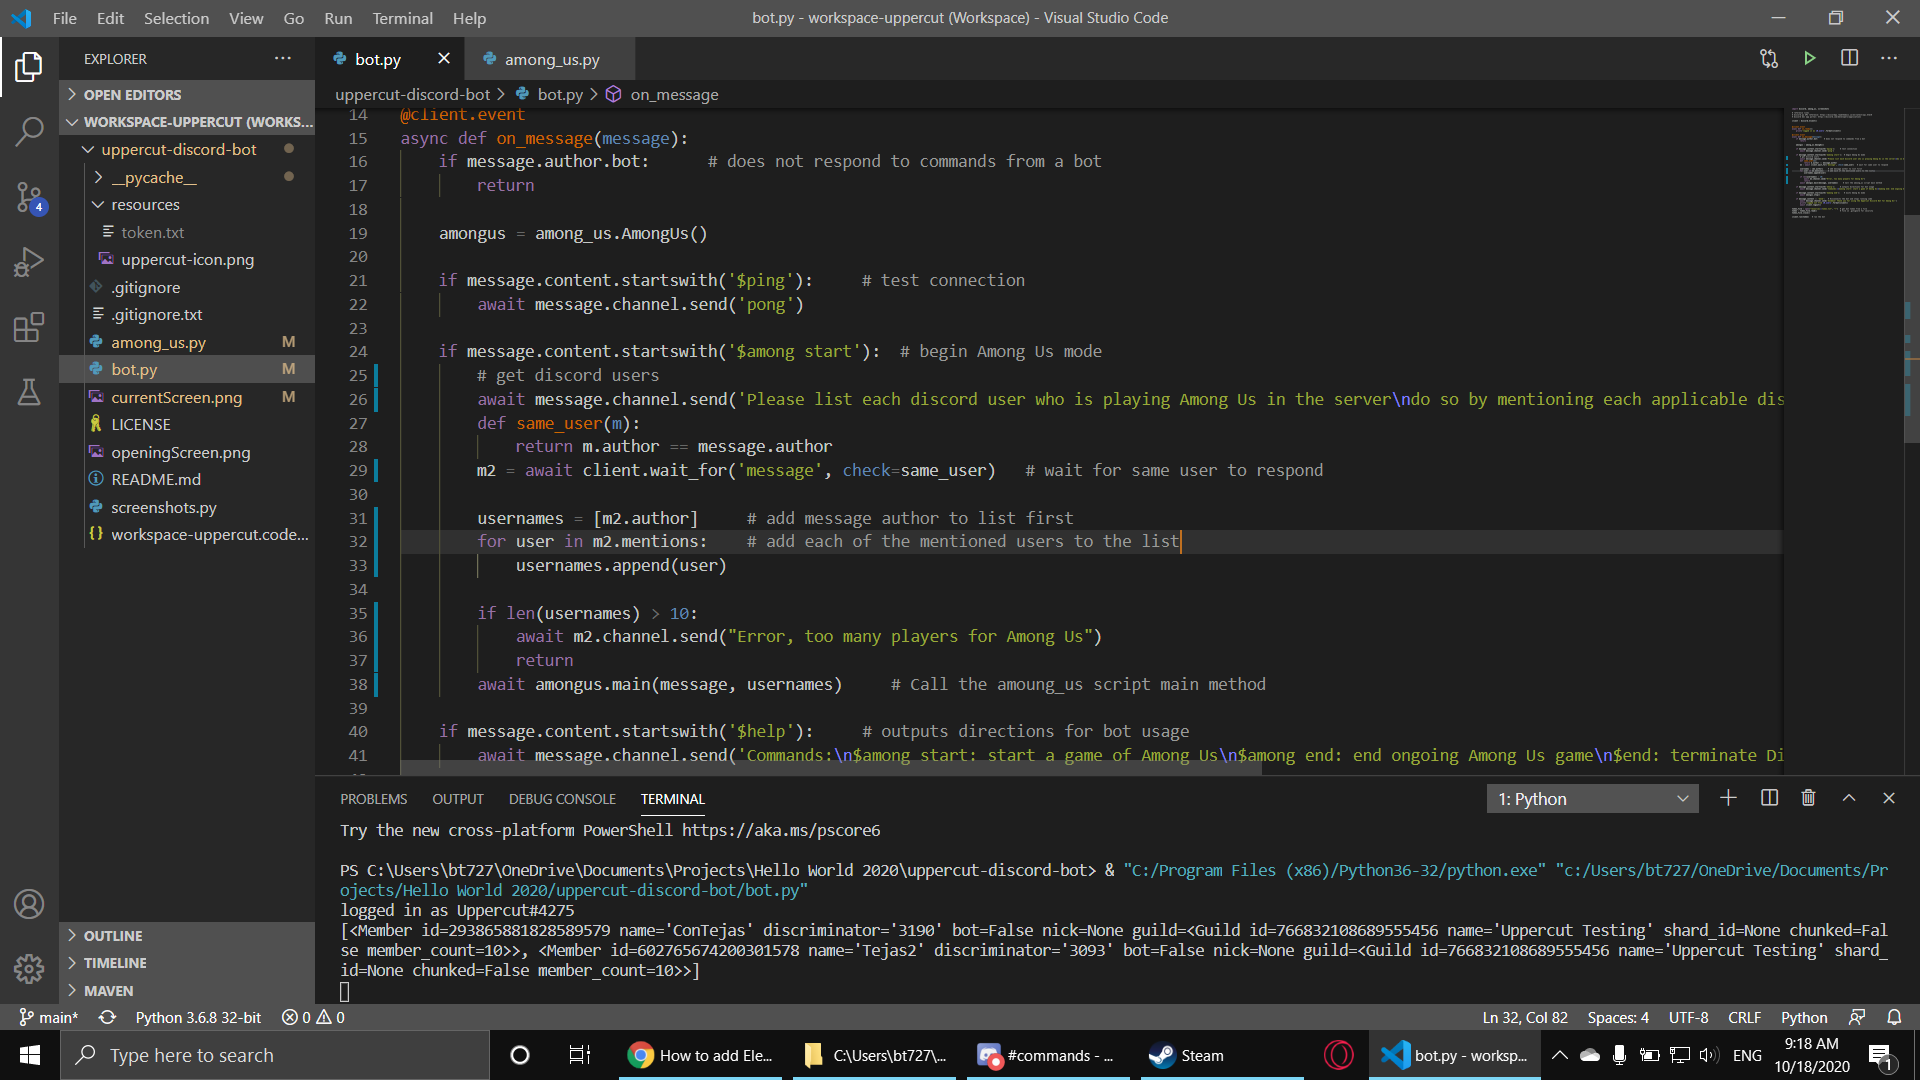 File Edit Selection View Go Run Terminal Help
bot.py - workspace-uppercut (Workspace) - Visual Studio Code
EXPLORER
OPEN EDITORS
WORKSPACE-UPPERCUT (WORKS...
uppercut-discord-bot
__pycache__
resources
token.txt
uppercut-icon.png
.gitignore
.gitignore.txt
among_us.py M
bot.py M
currentScreen.png M
LICENSE
openingScreen.png
README.md
screenshots.py
workspace-uppercut.code...
OUTLINE
TIMELINE
MAVEN
4
bot.py
among_us.py
uppercut-discord-bot > bot.py > on_message
14 @client.event
15 async def on_message(message):
16 if message.author.bot: # does not respond to commands from a bot
17 return
18
19 amongus = among_us.AmongUs()
20
21 if message.content.startswith('$ping'): # test connection
22 await message.channel.send('pong')
23
24 if message.content.startswith('$among start'): # begin Among Us mode
25 # get discord users
26 await message.channel.send('Please list each discord user who is playing Among Us in the server\ndo so by mentioning each applicable dis
27 def same_user(m):
28 return m.author == message.author
29 m2 = await client.wait_for('message', check=same_user) # wait for same user to respond
30
31 usernames = [m2.author] # add message author to list first
32 for user in m2.mentions: # add each of the mentioned users to the list
33 usernames.append(user)
34
35 if len(usernames) > 10:
36 await m2.channel.send("Error, too many players for Among Us")
37 return
38 await amongus.main(message, usernames) # Call the amoung_us script main method
39
40 if message.content.startswith('$help'): # outputs directions for bot usage
41 await message.channel.send('Commands:\n$among start: start a game of Among Us\n$among end: end ongoing Among Us game\n$end: terminate Di
PROBLEMS OUTPUT DEBUG CONSOLE TERMINAL
1: Python
Try the new cross-platform PowerShell https://aka.ms/pscore6
PS C:\Users\bt727\OneDrive\Documents\Projects\Hello World 2020\uppercut-discord-bot> & "C:/Program Files (x86)/Python36-32/python.exe" "c:/Users/bt727/OneDrive/Documents/Pr
ojects/Hello World 2020/uppercut-discord-bot/bot.py"
logged in as Uppercut#4275
[<Member id=293865881828589579 name='ConTejas' discriminator='3190' bot=False nick=None guild=<Guild id=766832108689555456 name='Uppercut Testing' shard_id=None chunked=Fal
se member_count=10>>, <Member id=602765674200301578 name='Tejas2' discriminator='3093' bot=False nick=None guild=<Guild id=766832108689555456 name='Uppercut Testing' shard_
id=None chunked=False member_count=10>>]
main* Python 3.6.8 32-bit 0 0
Ln 32, Col 82 Spaces: 4 UTF-8 CRLF Python
Type here to search
How to add Ele...
C:\Users\bt727\...
#commands - ...
Steam
bot.py - worksp...
ENG
9:18 AM
10/18/2020
1